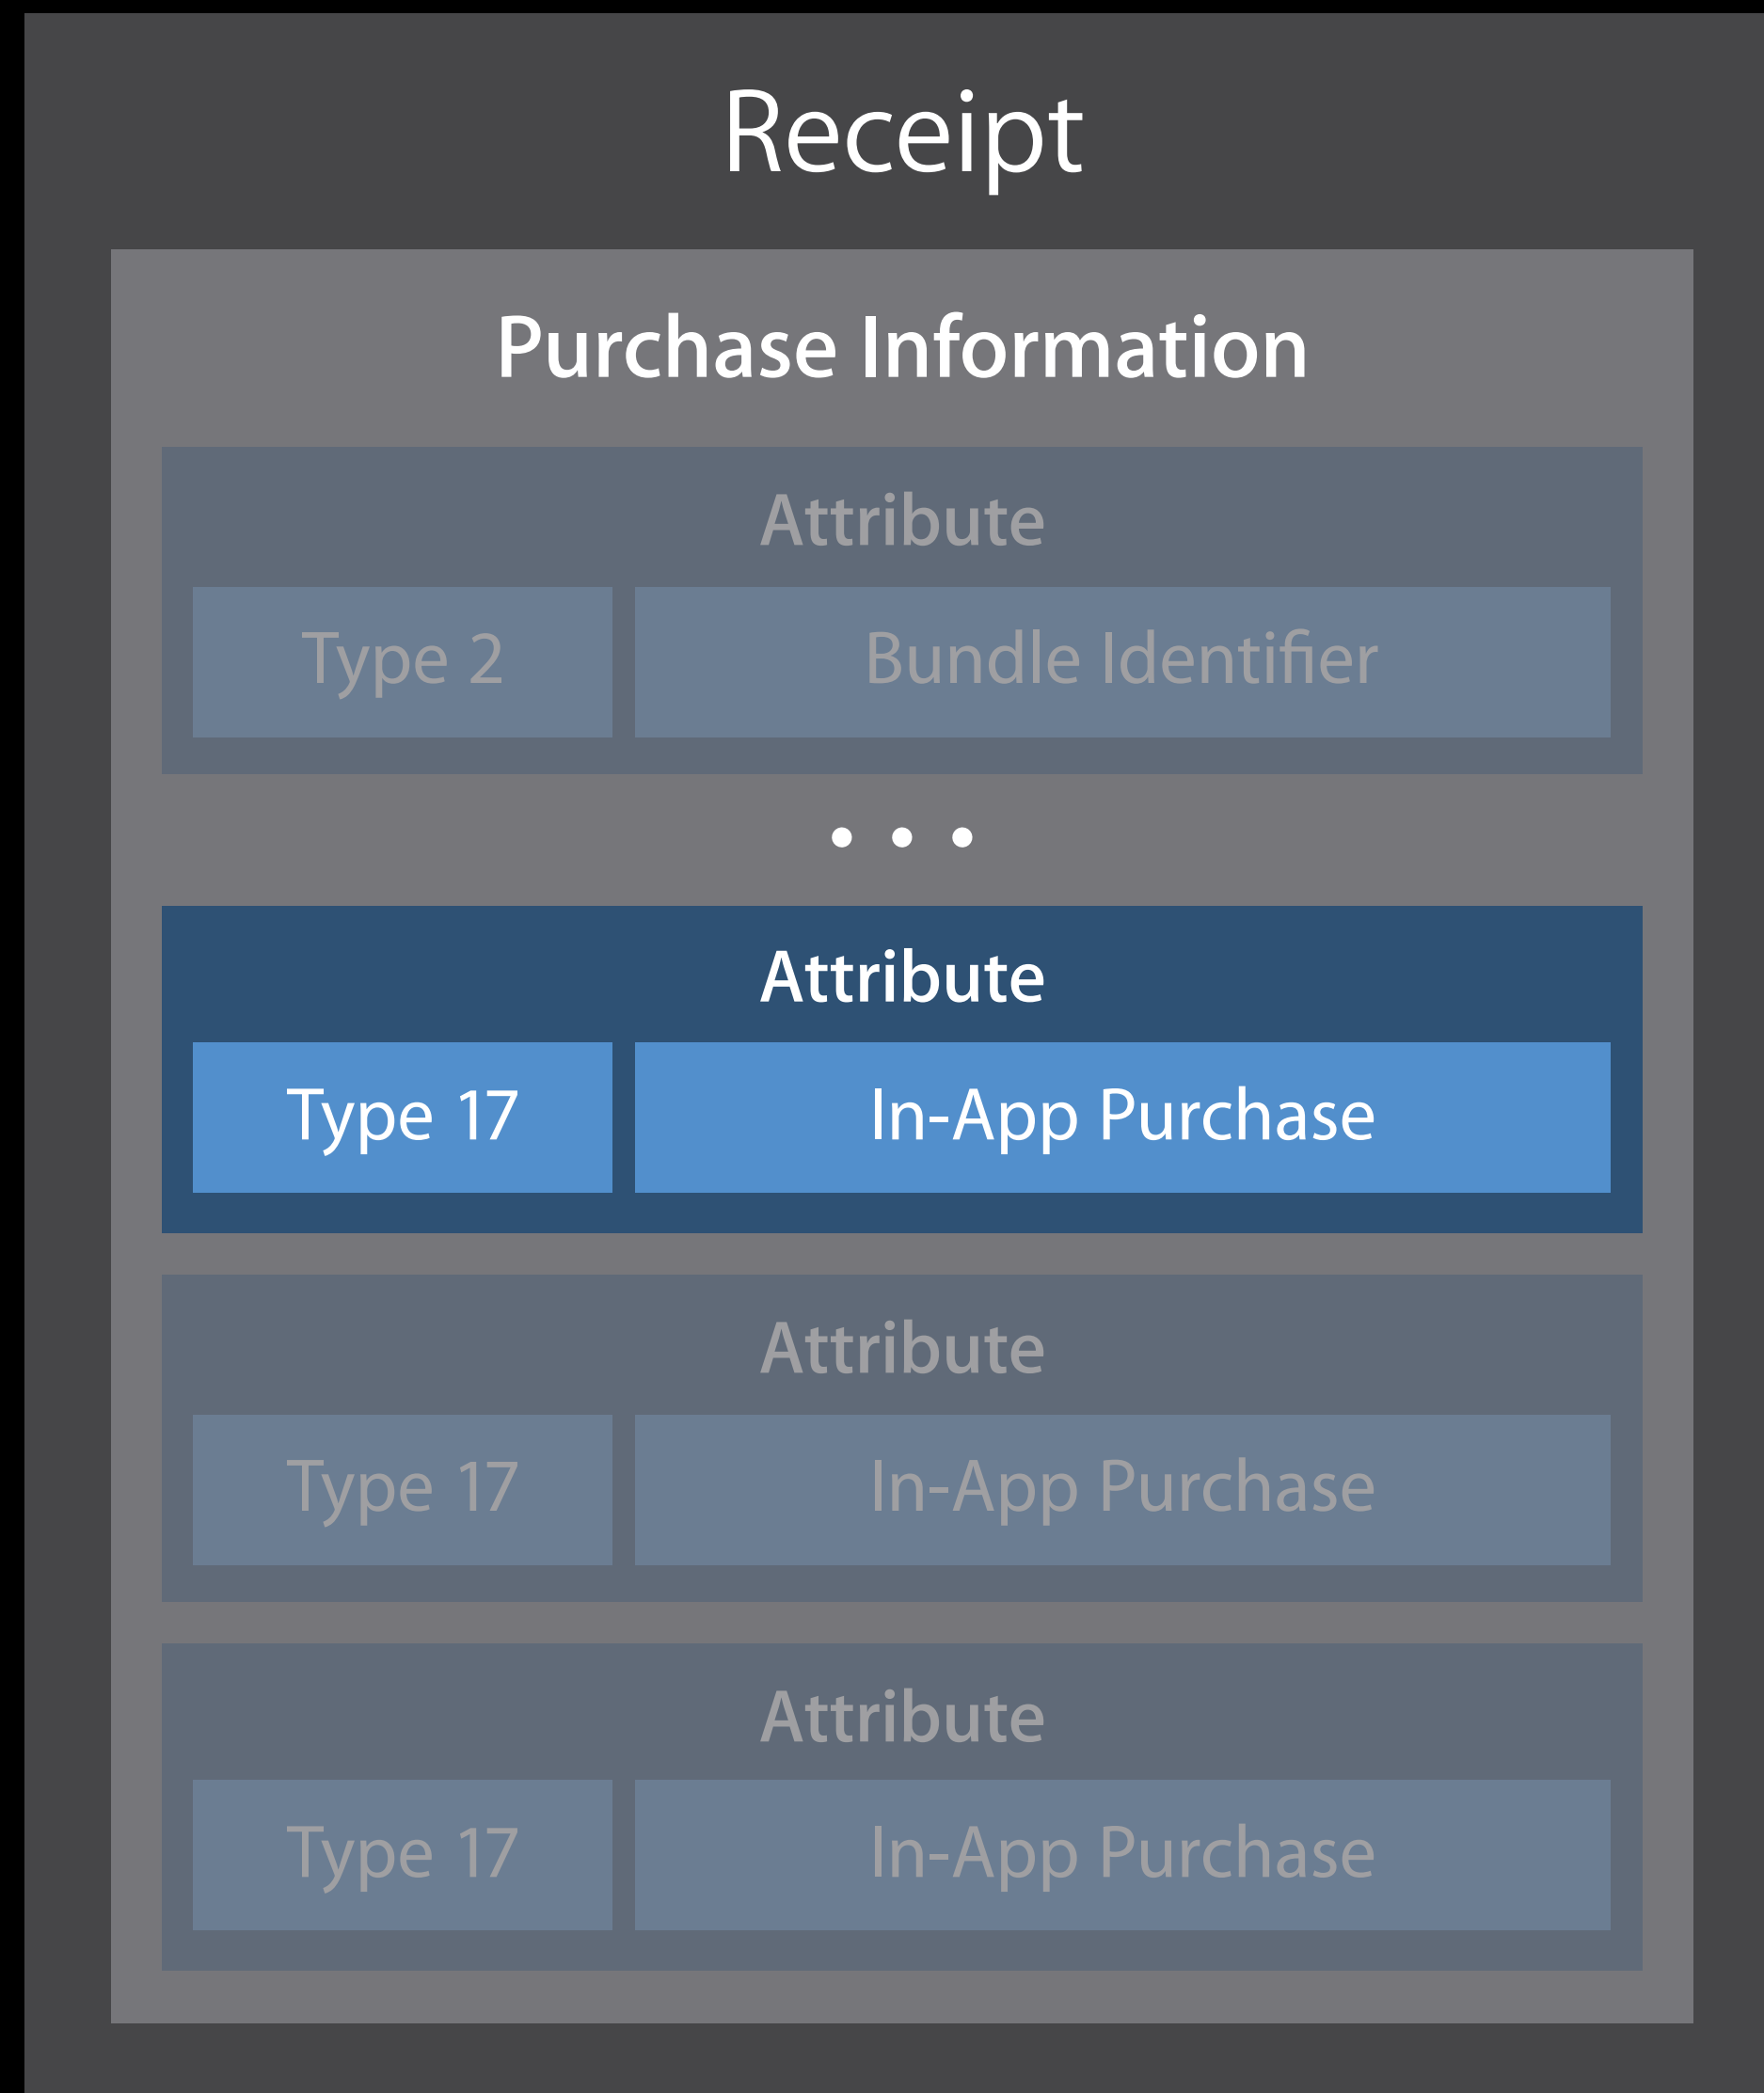 Receipt
Purchase Information
Attribute
Type 2 Bundle Identifier
• • •
Attribute
Type 17 In-App Purchase
Attribute
Type 17 In-App Purchase
Attribute
Type 17 In-App Purchase